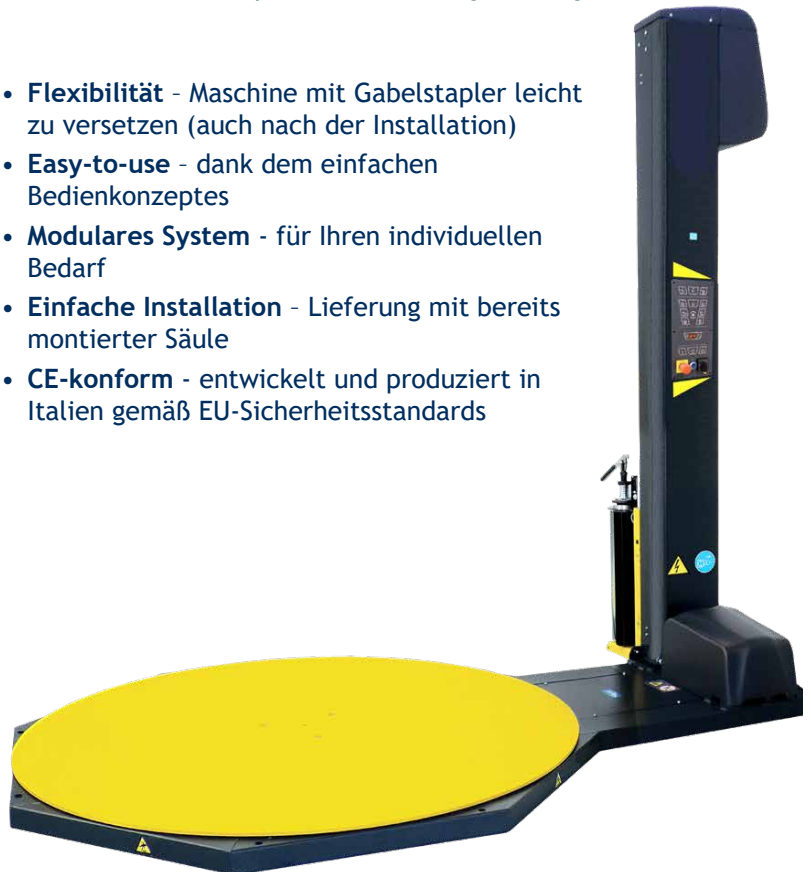 • Flexibilität – Maschine mit Gabelstapler leicht
zu versetzen (auch nach der Installation)
• Easy-to-use – dank dem einfachen
Bedienkonzeptes
• Modulares System - für Ihren individuellen
Bedarf
• Einfache Installation – Lieferung mit bereits
montierter Säule
• CE-konform - entwickelt und produziert in
Italien gemäß EU-Sicherheitsstandards